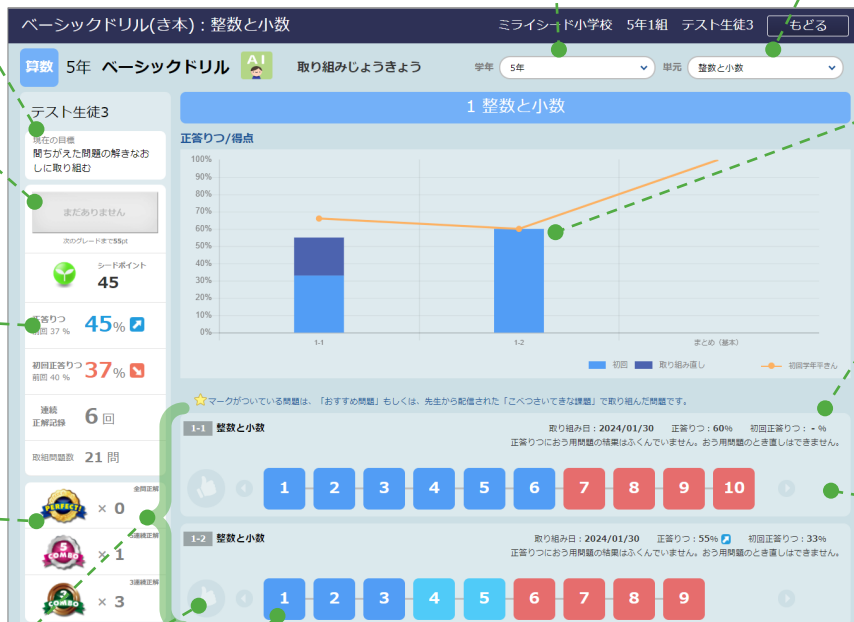 ベーシックドリル(き本)：整数と小数
ミライシード小学校 5年1組 テスト生徒3
もどる
算数 5年 ベーシックドリル AI 取り組みじょうきょう
学年 5年
単元 整数と小数
テスト生徒3
現在の目標
間ちがえた問題の解きなお
しに取り組む
まだありません
次のグレードまで55pt
シードポイント
45
正答りつ
前回 37 %
45%
初回正答りつ
前回 40 %
37%
連続
正解記録
6 回
取組問題数 21 問
全問正解
PERFECT! × 0
5連続正解
5 COMBO × 1
3連続正解
3 COMBO × 3
1 整数と小数
正答りつ/得点
100%
90%
80%
70%
60%
50%
40%
30%
20%
10%
0%
1-1
1-2
まとめ（基本）
初回 取り組み直し 初回学年平きん
マークがついている問題は、「おすすめ問題」もしくは、先生から配信された「こべつさいてきな課題」で取り組んだ問題です。
1-1 整数と小数
取り組み日：2024/01/30 正答りつ：60% 初回正答りつ：- %
正答りつにおう用問題の結果はふくんでいません。おう用問題のとき直しはできません。
1 2 3 4 5 6 7 8 9 10
1-2 整数と小数
取り組み日：2024/01/30 正答りつ：55% 初回正答りつ：33%
正答りつにおう用問題の結果はふくんでいません。おう用問題のとき直しはできません。
1 2 3 4 5 6 7 8 9